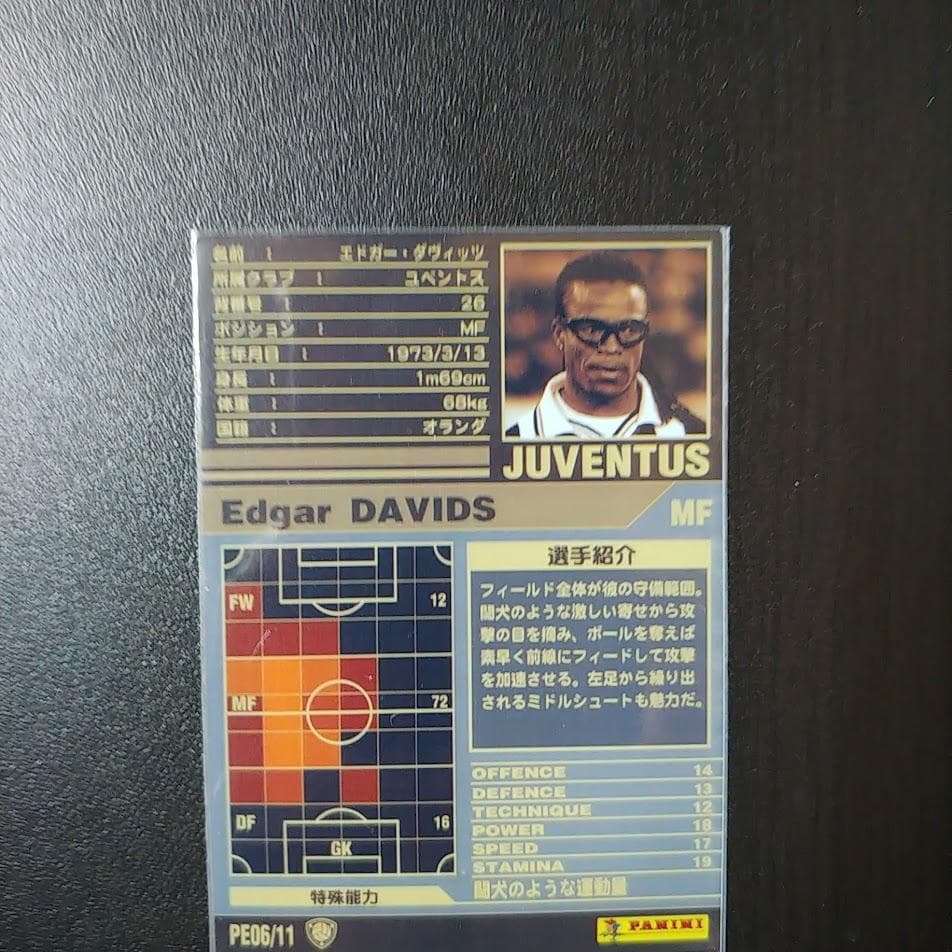 名前 : エドガー・ダヴィッツ
所属クラブ : ユベントス
背番号 : 26
ポジション : MF
生年月日 : 1973/3/13
身長 : 1m69cm
体重 : 68kg
国籍 : オランダ
JUVENTUS
Edgar DAVIDS MF
FW 12
MF 72
DF 16
GK
選手紹介
フィールド全体が彼の守備範囲。
闘犬のような激しい寄せから攻
撃の目を摘み、ボールを奪えば
素早く前線にフィードして攻撃
を加速させる。左足から繰り出
されるミドルシュートも魅力だ。
OFFENCE 14
DEFENCE 13
TECHNIQUE 12
POWER 18
SPEED 17
STAMINA 19
特殊能力 闘犬のような運動量
PE06/11 PANINI